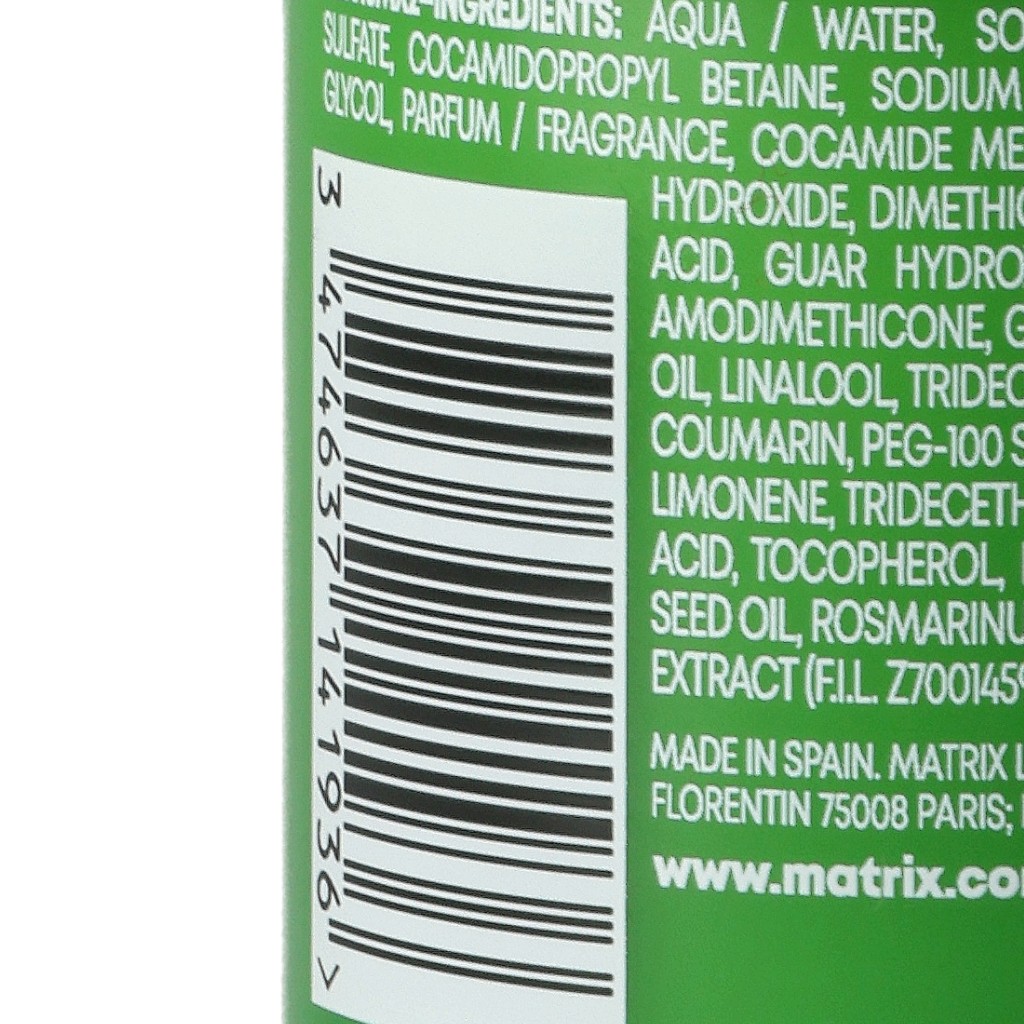 INGREDIENTS: AQUA / WATER, SO
SULFATE, COCAMIDOPROPYL BETAINE, SODIUM
GLYCOL, PARFUM / FRAGRANCE, COCAMIDE ME
HYDROXIDE, DIMETHIC
ACID, GUAR HYDRO
AMODIMETHICONE, G
OIL, LINALOOL, TRIDEC
COUMARIN, PEG-100 S
LIMONENE, TRIDECETH
ACID, TOCOPHEROL,
SEED OIL, ROSMARINU
EXTRACT (F.I.L. Z700145
MADE IN SPAIN. MATRIX L
FLORENTIN 75008 PARIS;
www.matrix.co
3 474637 141936 >